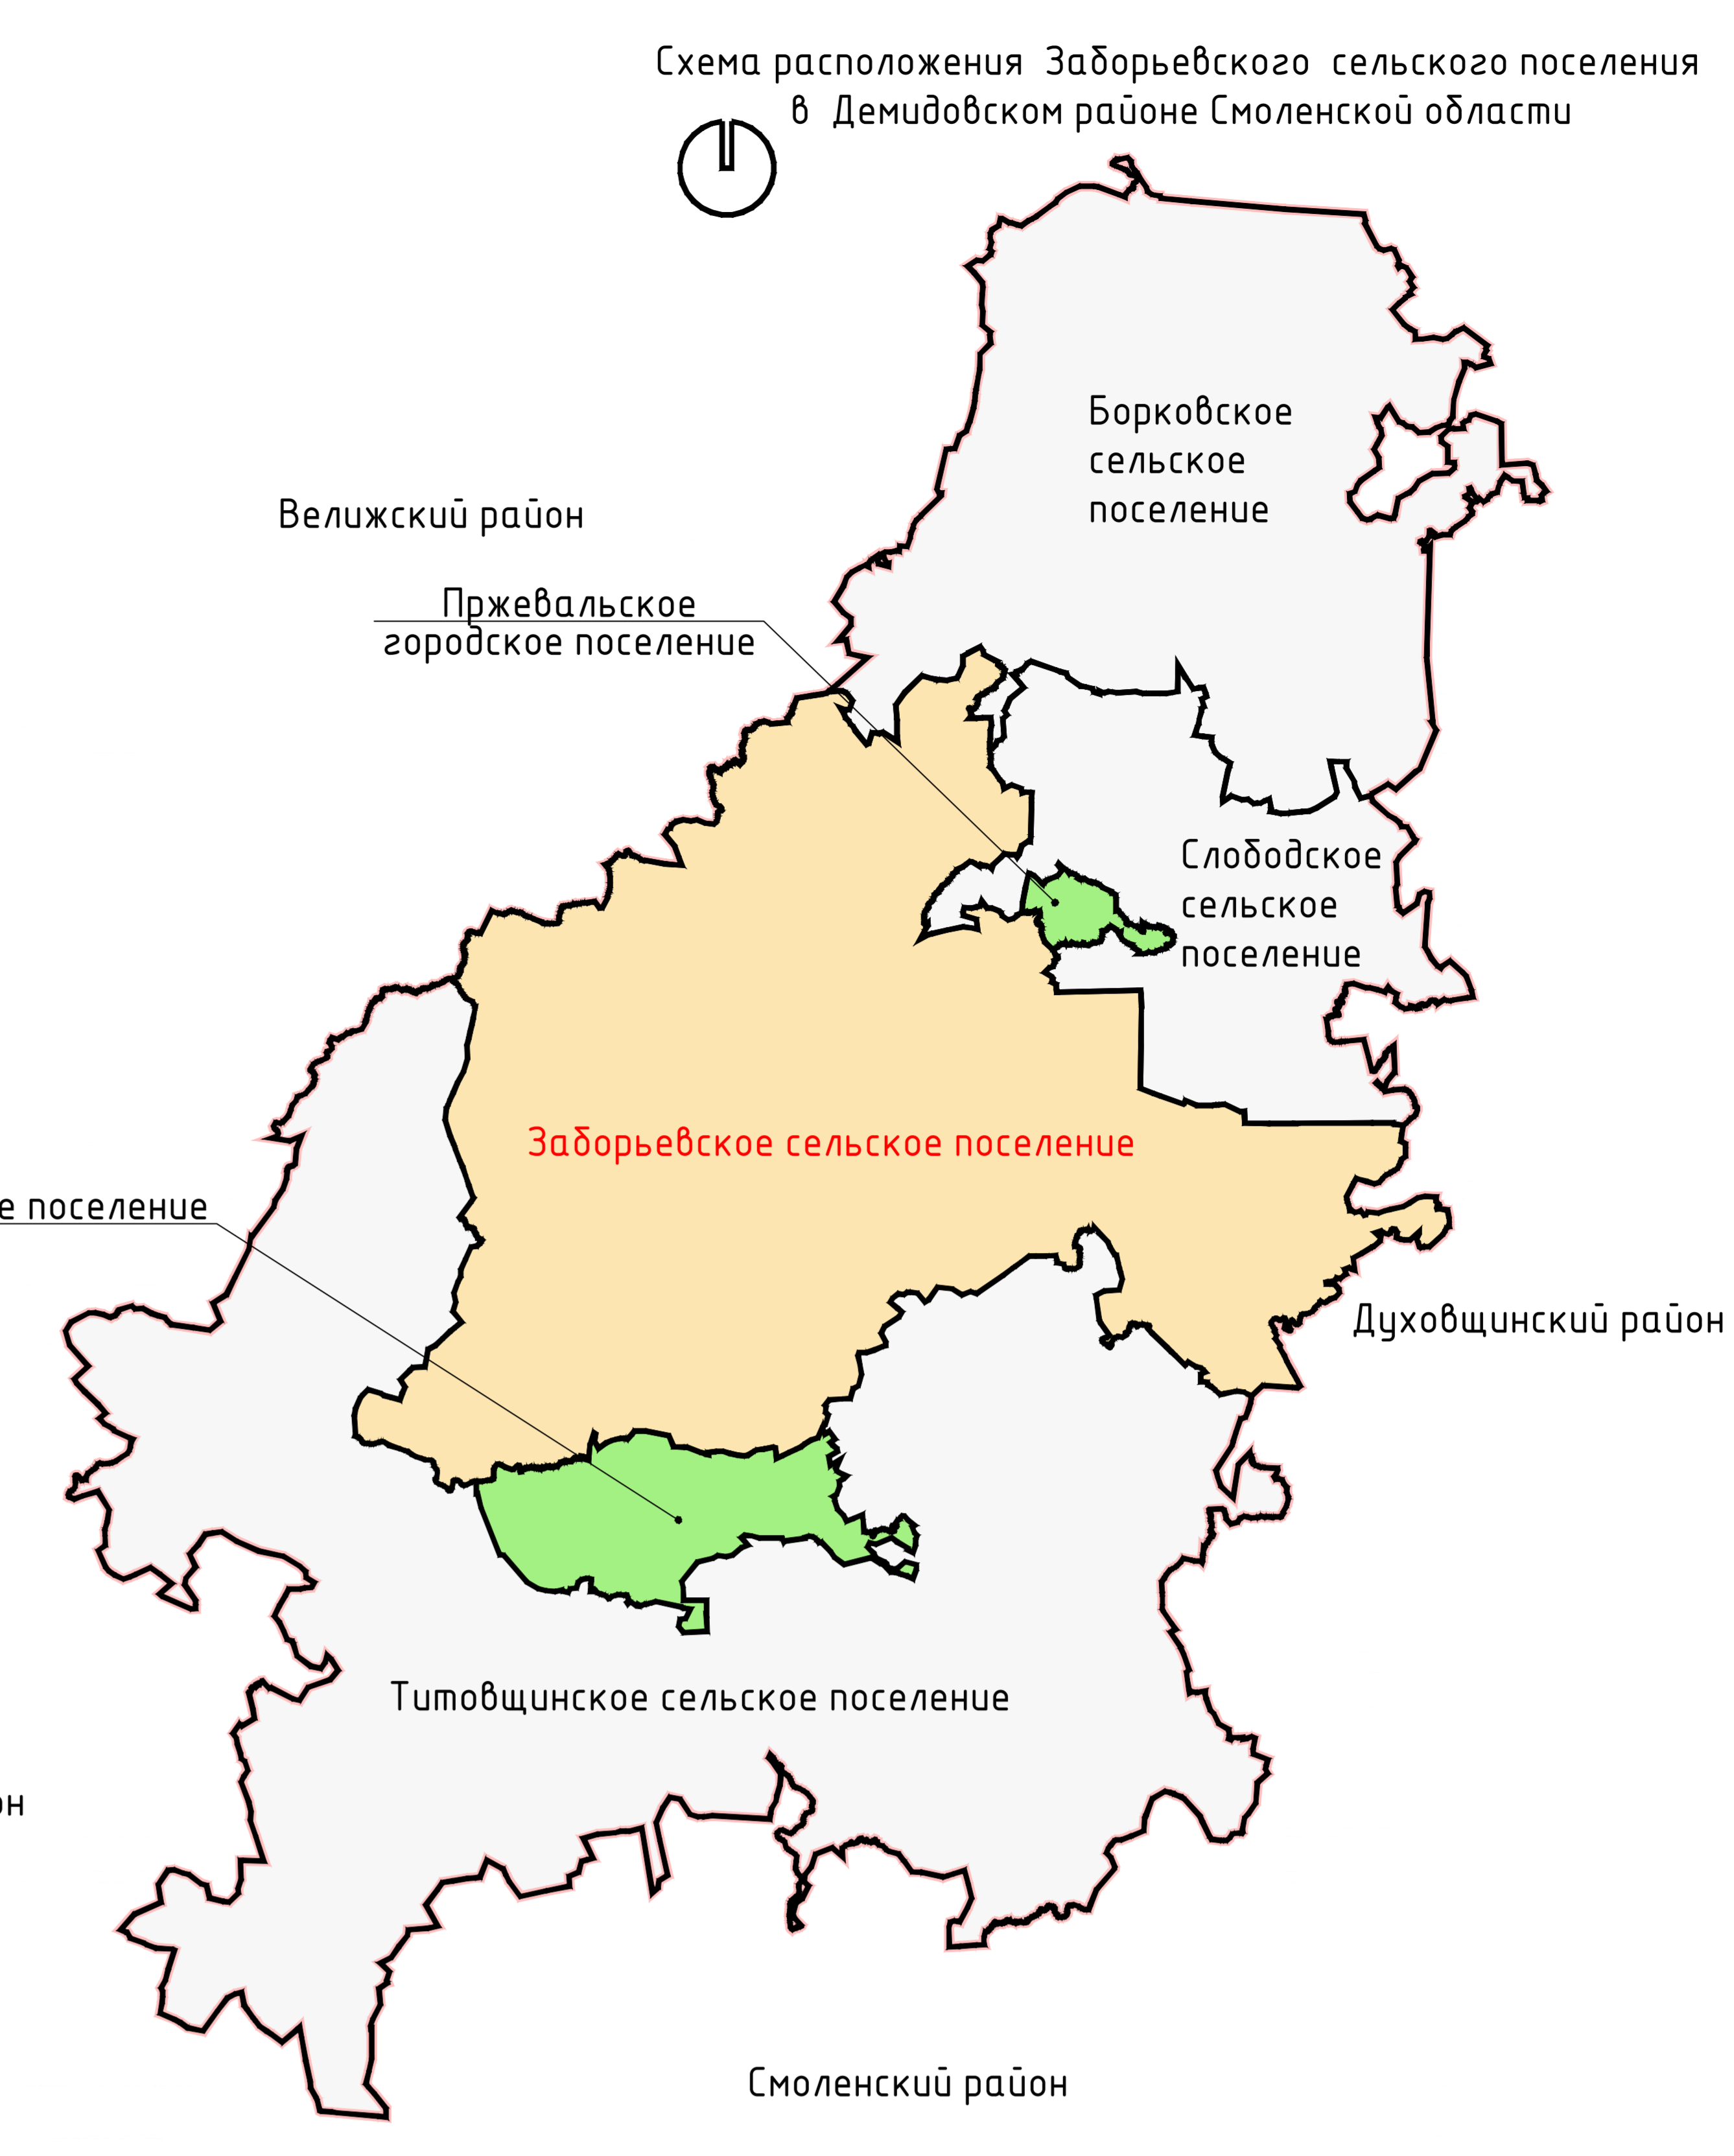 Схема расположения Заборьевского сельского поселения
в Демидовском районе Смоленской области
Борковское
сельское
поселение
Велижский район
Пржевальское
городское поселение
Слободское
сельское
поселение
Заборьевское сельское поселение
е поселение
Духовщинский район
Титовщинское сельское поселение
он
Смоленский район